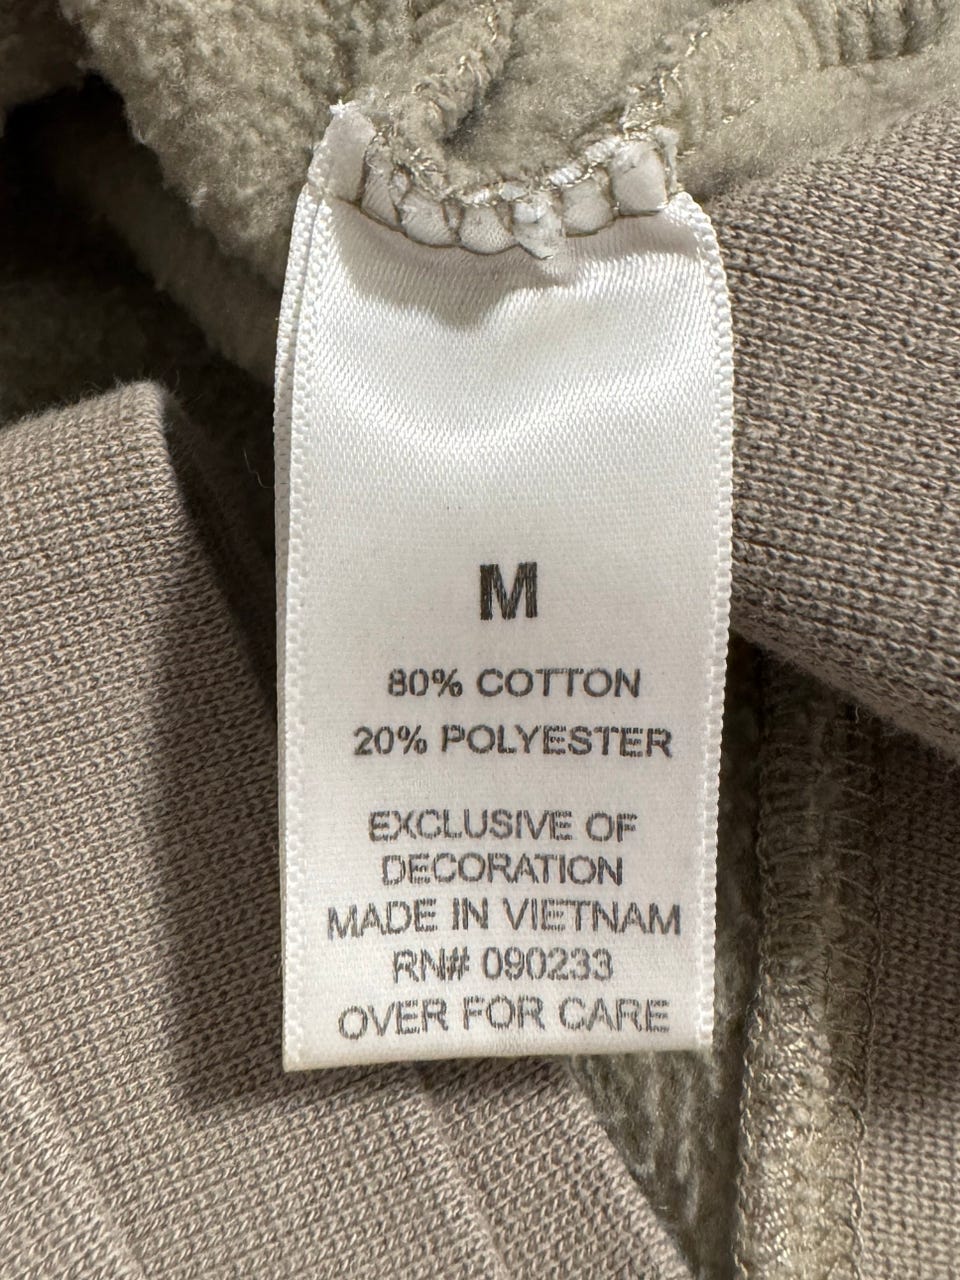 M
80% COTTON
20% POLYESTER
EXCLUSIVE OF
DECORATION
MADE IN VIETNAM
RN# 090233
OVER FOR CARE